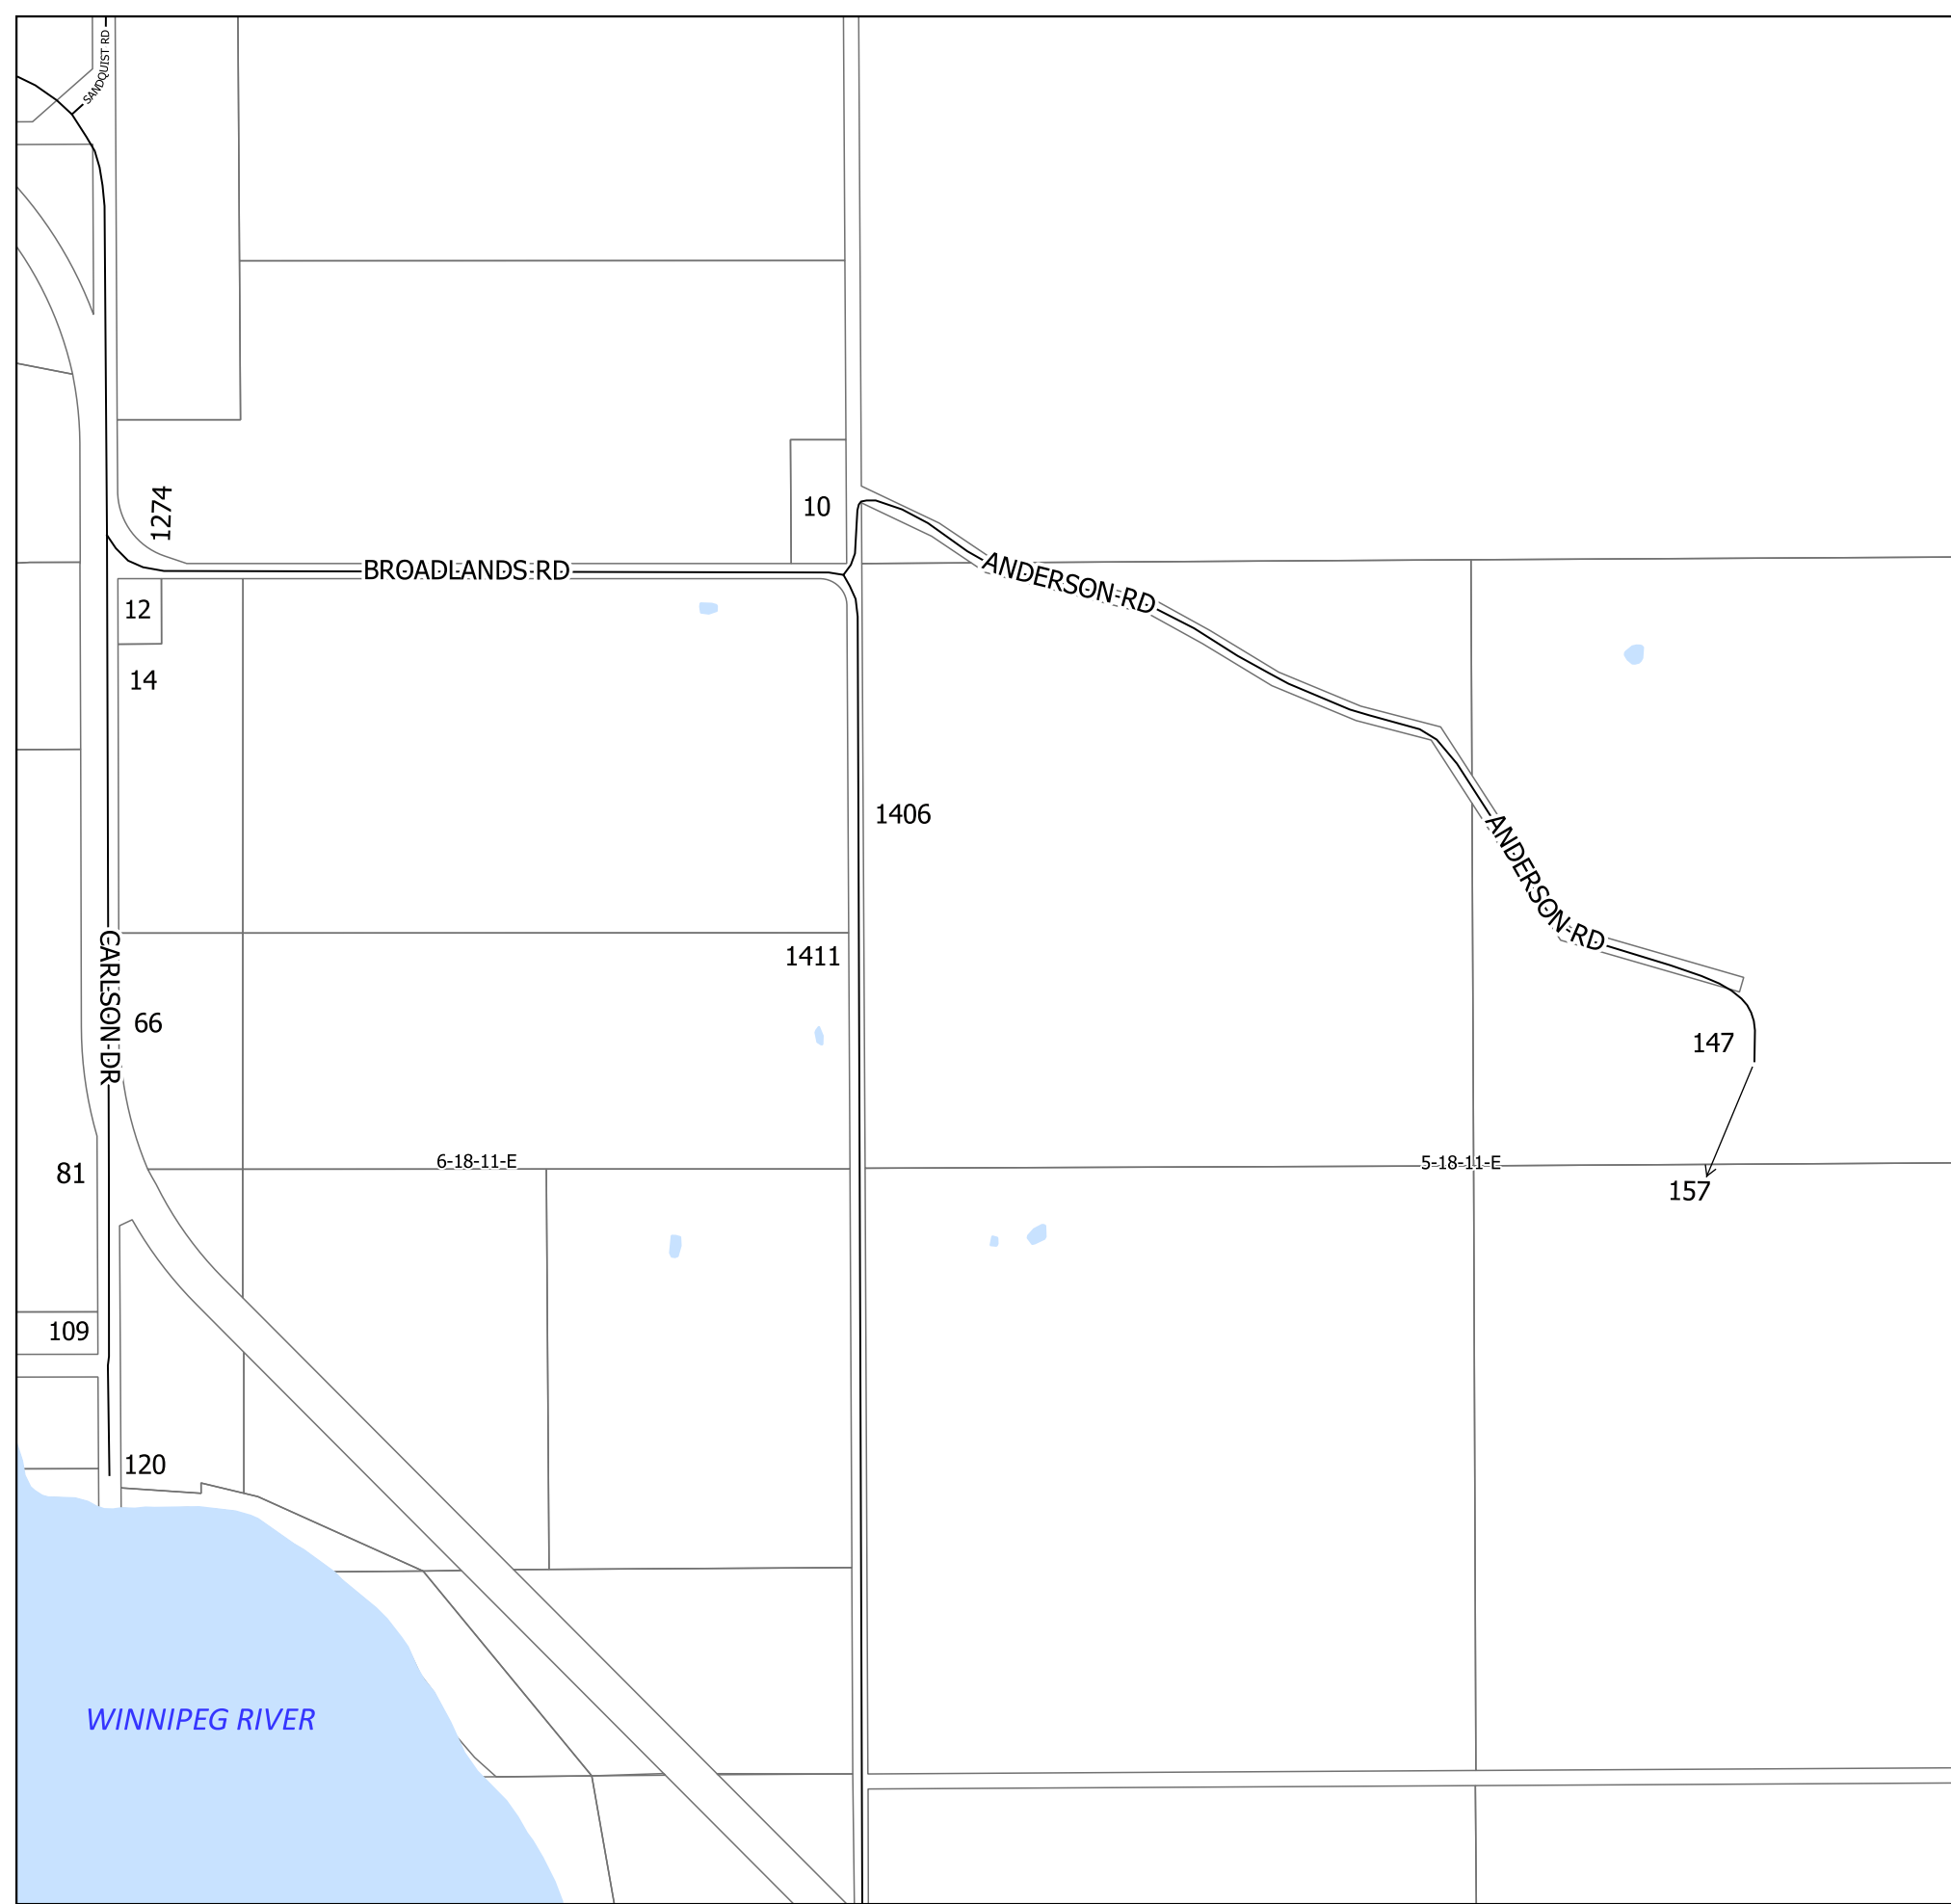 SANDQUIST RD
1274
10
BROADLANDS RD
ANDERSON RD
12
14
1406
ANDERSON RD
CARLSON DR
1411
66
147
81
6-18-11-E
5-18-11-E
157
109
120
WINNIPEG RIVER